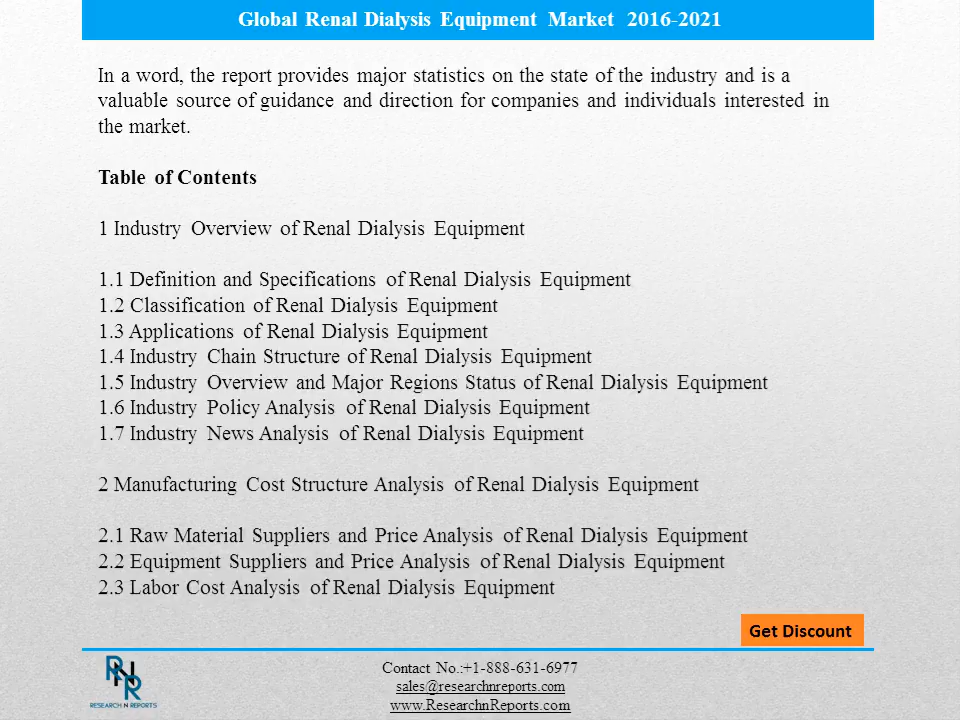 Global Renal Dialysis Equipment Market 2016-2021
In a word, the report provides major statistics on the state of the industry and is a
valuable source of guidance and direction for companies and individuals interested in
the market.
Table of Contents
1 Industry Overview of Renal Dialysis Equipment
1.1 Definition and Specifications of Renal Dialysis Equipment
1.2 Classification of Renal Dialysis Equipment
1.3 Applications of Renal Dialysis Equipment
1.4 Industry Chain Structure of Renal Dialysis Equipment
1.5 Industry Overview and Major Regions Status of Renal Dialysis Equipment
1.6 Industry Policy Analysis of Renal Dialysis Equipment
1.7 Industry News Analysis of Renal Dialysis Equipment
2 Manufacturing Cost Structure Analysis of Renal Dialysis Equipment
2.1 Raw Material Suppliers and Price Analysis of Renal Dialysis Equipment
2.2 Equipment Suppliers and Price Analysis of Renal Dialysis Equipment
2.3 Labor Cost Analysis of Renal Dialysis Equipment
Get Discount
RNR
RESEARCH N REPORTS
Contact No.:+1-888-631-6977
sales@researchnreports.com
www.ResearchnReports.com